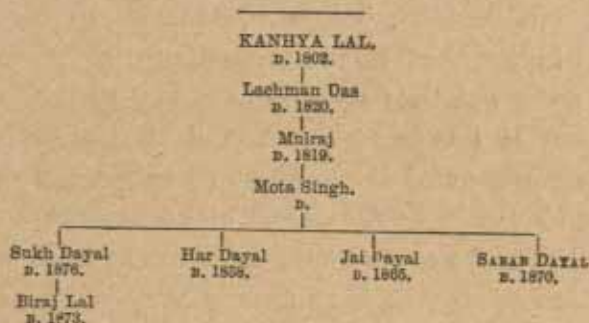 KANHYA LAL.
D. 1802.
Lachman Das
D. 1820.
Mulraj
D. 1819.
Mota Singh.
D.
Sukh Dayal Har Dayal Jai Dayal SARAN DAYAL
D. 1876. B. 1858. D. 1865. B. 1870.
Biraj Lal
B. 1873.